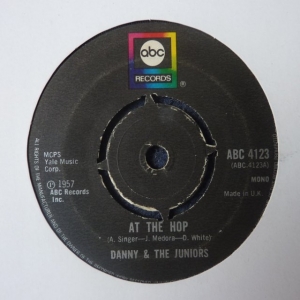 abc
RECORDS
MCPS
Yale Music
Corp.
℗ 1957
ABC Records
Inc.
ABC 4123
(ABC.4123A)
MONO
Made in U.K.
AT THE HOP
(A. Singer—J. Medora—D. White)
DANNY & THE JUNIORS